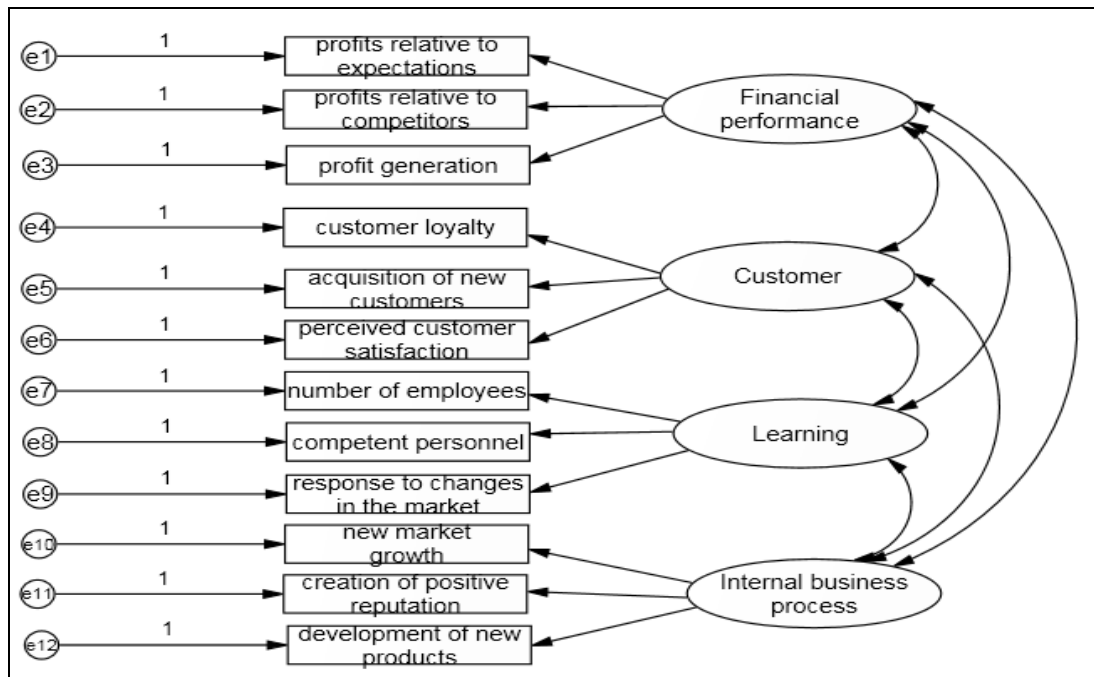 e1
1
profits relative to
expectations
e2
1
profits relative to
competitors
e3
1
profit generation
Financial
performance
e4
1
customer loyalty
e5
1
acquisition of new
customers
e6
1
perceived customer
satisfaction
Customer
e7
1
number of employees
e8
1
competent personnel
e9
1
response to changes
in the market
Learning
e10
1
new market
growth
e11
1
creation of positive
reputation
e12
1
development of new
products
Internal business
process